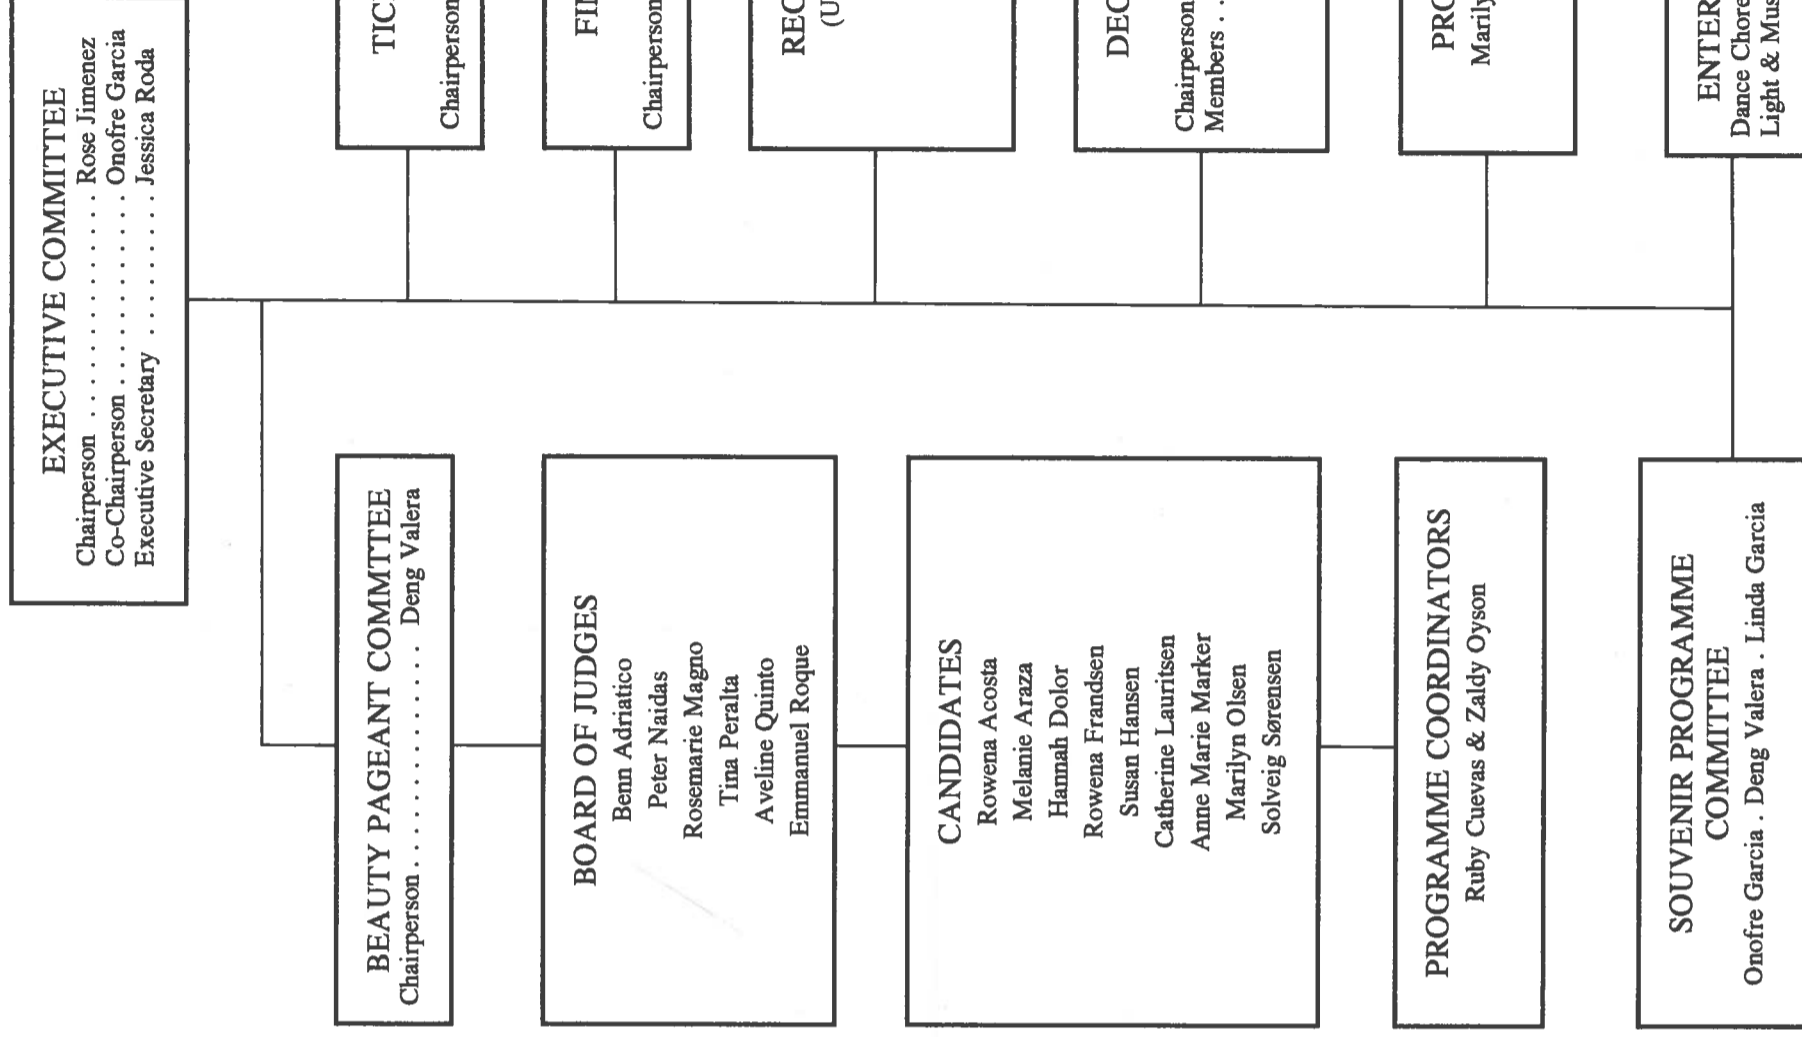 EXECUTIVE COMMITTEE
Chairperson . . . . . . . . . . . . . . . . Rose Jimenez
Co-Chairperson . . . . . . . . . . . . . Onofre Garcia
Executive Secretary . . . . . . . . Jessica Roda
BEAUTY PAGEANT COMMTTEE
Chairperson . . . . . . . . . . . . . . . . Deng Valera
BOARD OF JUDGES
Benn Adriatico
Peter Naidas
Rosemarie Magno
Tina Peralta
Aveline Quinto
Emmanuel Roque
CANDIDATES
Rowena Acosta
Melanie Araza
Hannah Dolor
Rowena Frandsen
Susan Hansen
Catherine Lauritsen
Anne Marie Marker
Marilyn Olsen
Solveig Sørensen
PROGRAMME COORDINATORS
Ruby Cuevas & Zaldy Oyson
SOUVENIR PROGRAMME
COMMITTEE
Onofre Garcia . Deng Valera . Linda Garcia
Chairperson
Chairperson
Chairperson
Members . .
Dance
Light &